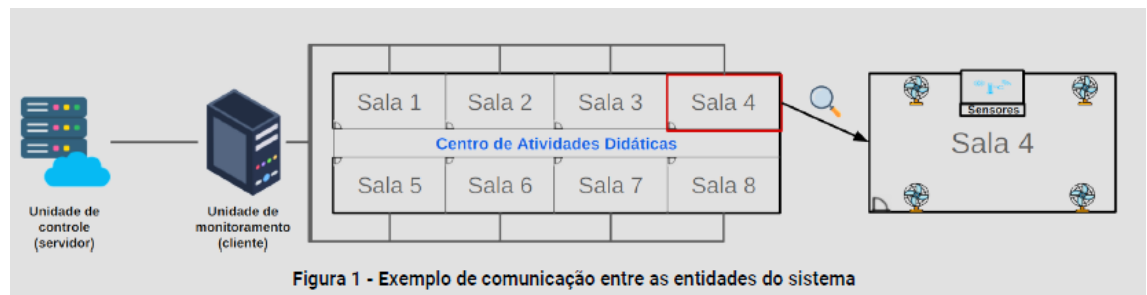 Sala 1 Sala 2 Sala 3 Sala 4
Centro de Atividades Didáticas
Sala 5 Sala 6 Sala 7 Sala 8
Sensores
Sala 4
Unidade de
controle
(servidor)
Unidade de
monitoramento
(cliente)
Figura 1 - Exemplo de comunicação entre as entidades do sistema